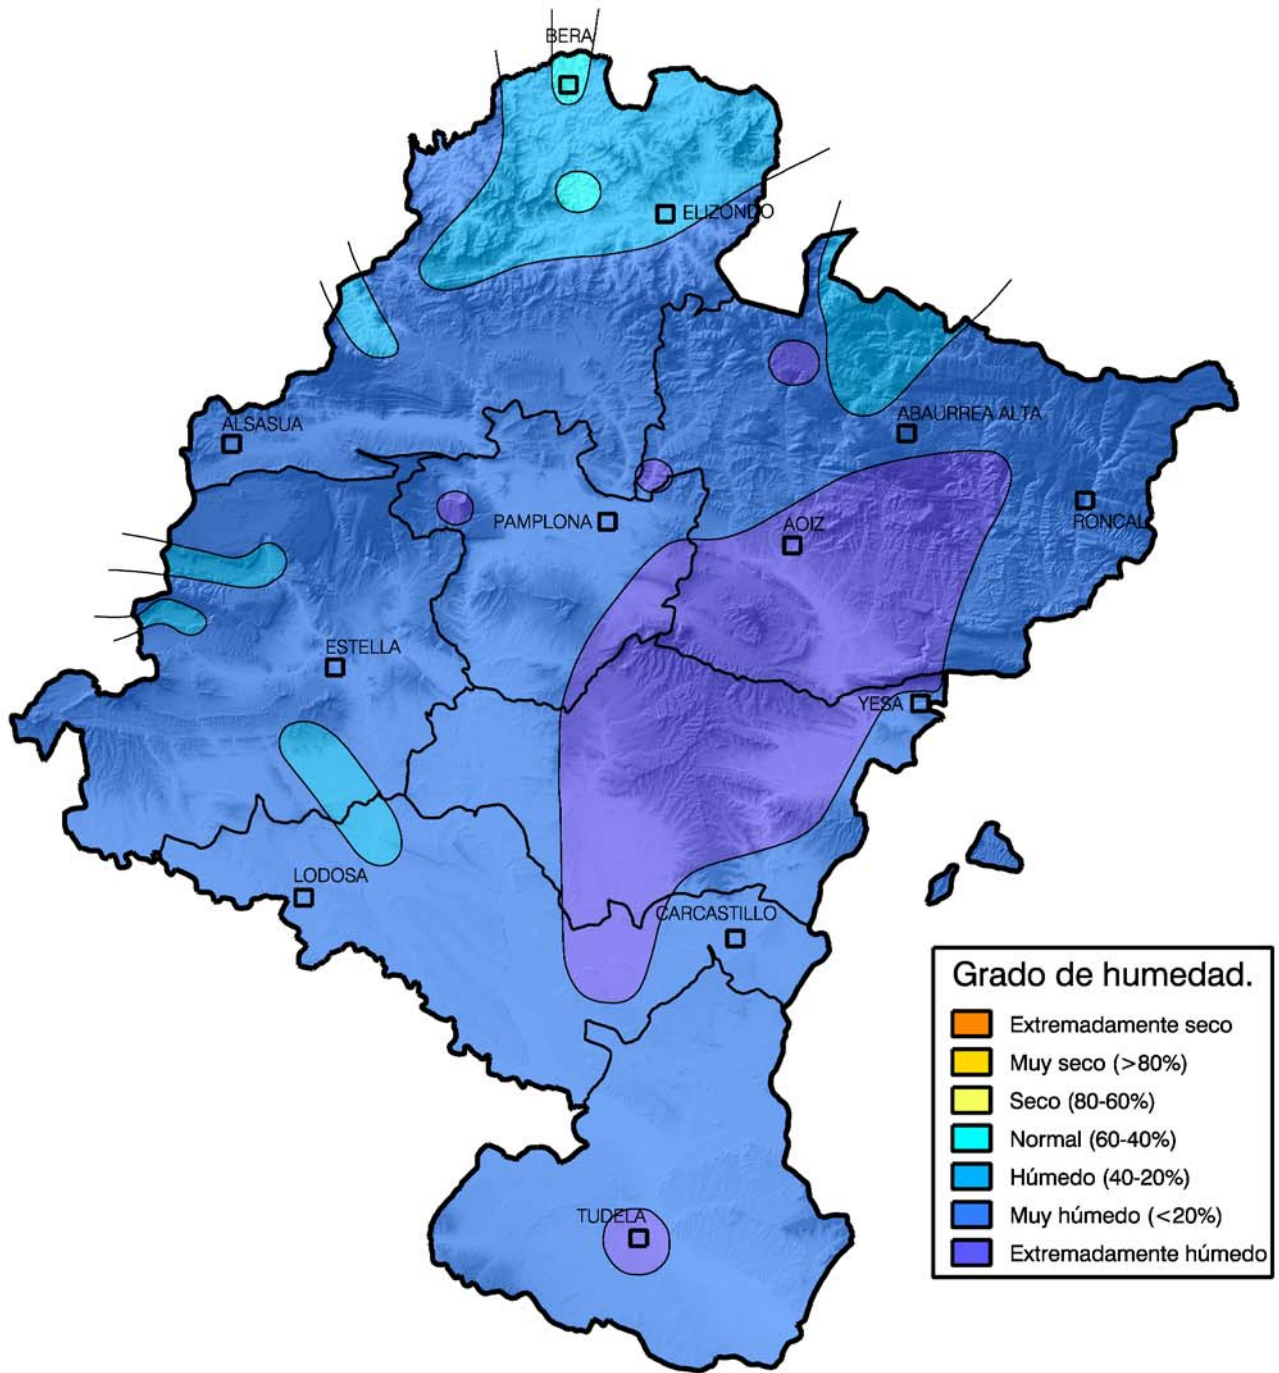 BERA
ELIZONDO
ABAURREA ALTA
ALSASUA
RONCAL
PAMPLONA
AOIZ
ESTELLA
YESA
LODOSA
CARCASTILLO
TUDELA
Grado de humedad.
Extremadamente seco
Muy seco (>80%)
Seco (80-60%)
Normal (60-40%)
Húmedo (40-20%)
Muy húmedo (<20%)
Extremadamente húmedo